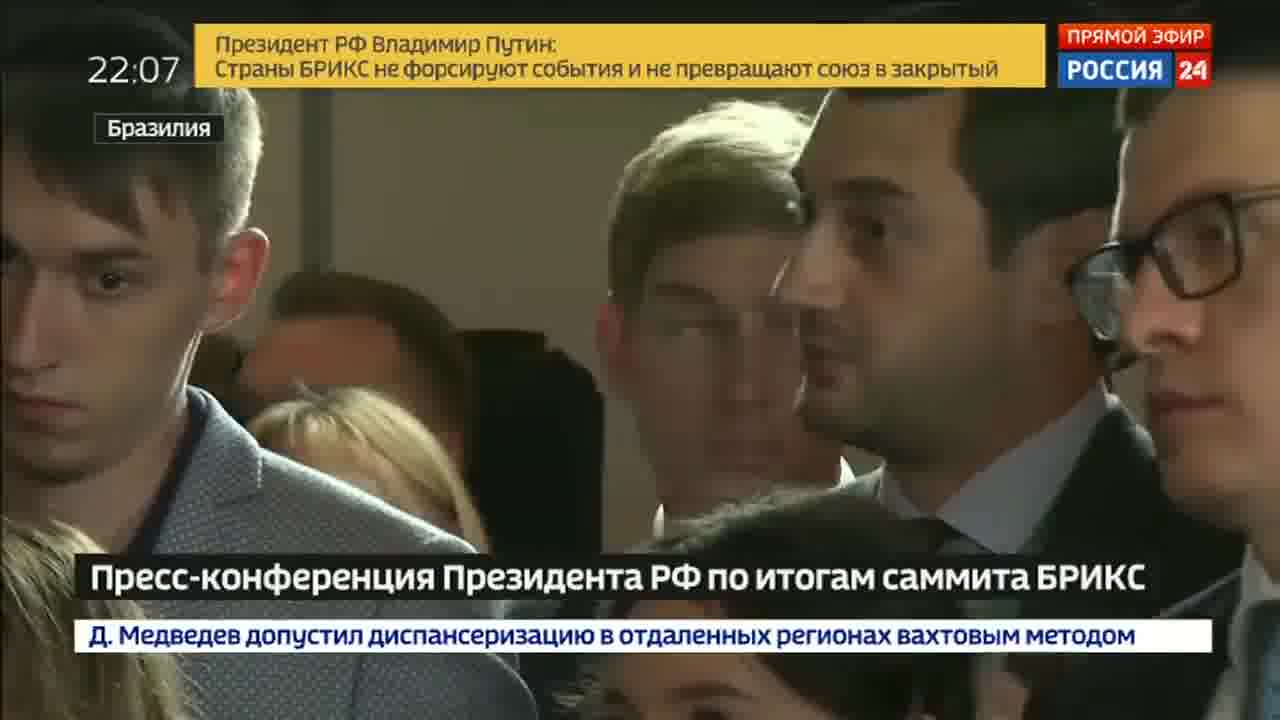 22:07
Президент РФ Владимир Путин:
Страны БРИКС не форсируют события и не превращают союз в закрытый
ПРЯМОЙ ЭФИР
РОССИЯ 24
Бразилия
Пресс-конференция Президента РФ по итогам саммита БРИКС
Д. Медведев допустил диспансеризацию в отдаленных регионах вахтовым методом